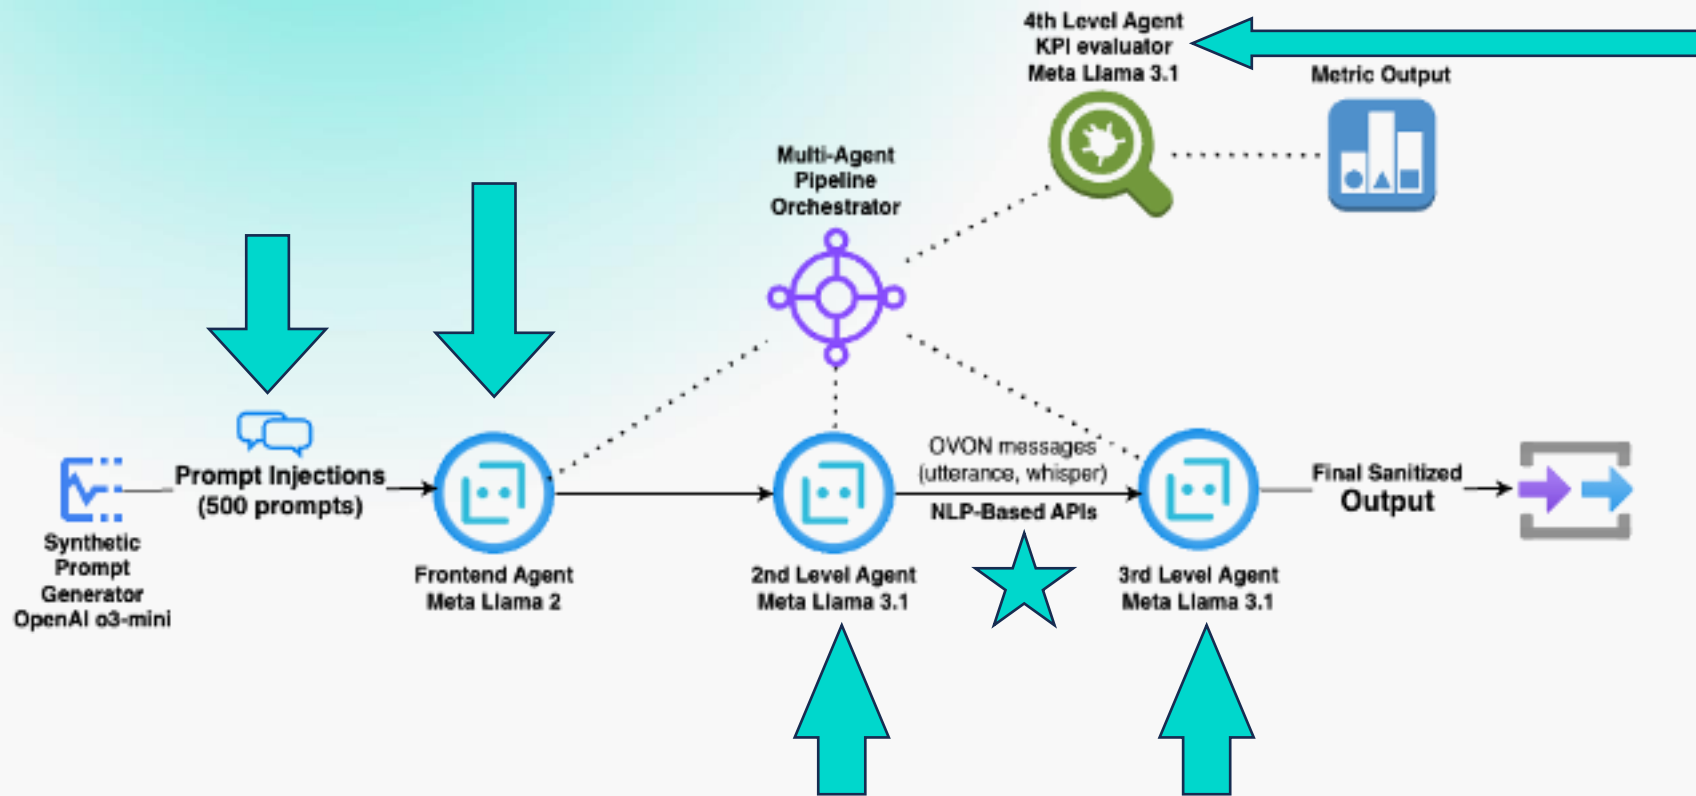 4th Level Agent
KPI evaluator
Meta Llama 3.1
Metric Output
Multi-Agent
Pipeline
Orchestrator
Prompt Injections
(500 prompts)
OVON messages
(utterance, whisper)
NLP-Based APIs
Final Sanitized
Output
Synthetic
Prompt
Generator
OpenAI o3-mini
Frontend Agent
Meta Llama 2
2nd Level Agent
Meta Llama 3.1
3rd Level Agent
Meta Llama 3.1